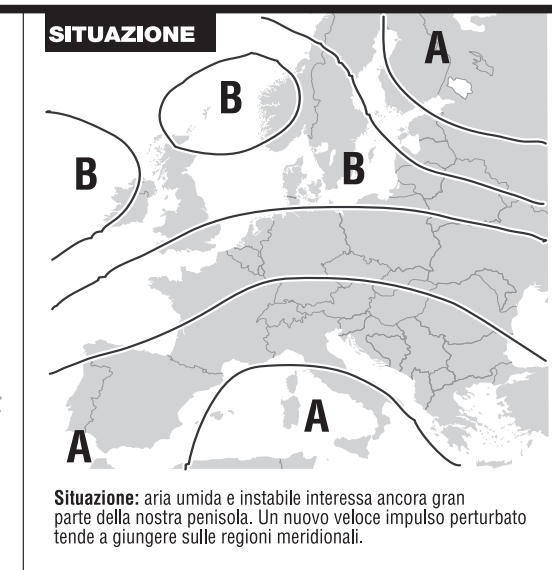 SITUAZIONE
A
B
B
B
A
A
Situazione: aria umida e instabile interessa ancora gran
parte della nostra penisola. Un nuovo veloce impulso perturbato
tende a giungere sulle regioni meridionali.